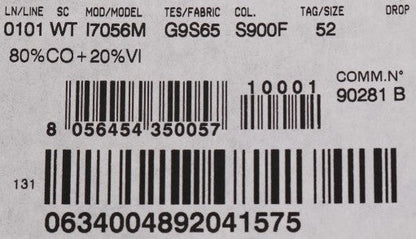 LN/LINE SC MOD/MODEL TES/FABRIC COL. TAG/SIZE DROP
0101 WT I7056M G9S65 S900F 52
80%CO+20%VI
COMM.N°
10001
90281 B
8 056454 350057
131
0634004892041575